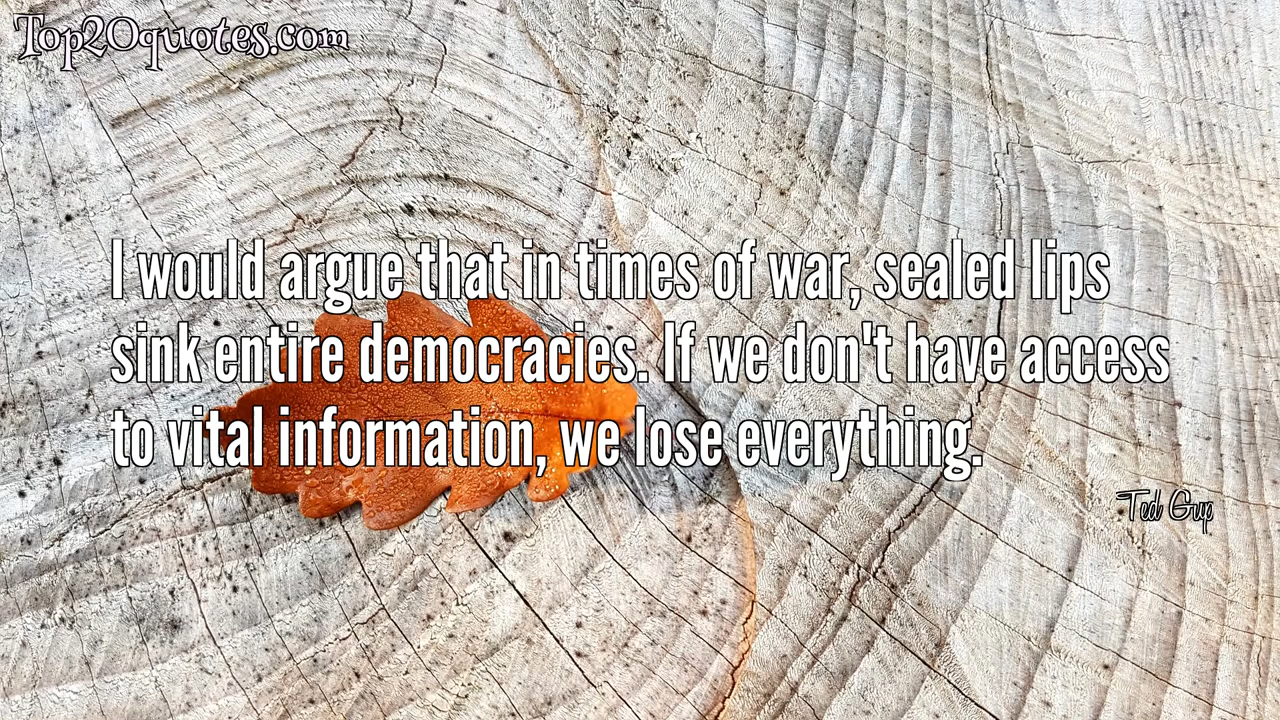 Top20quotes.com
I would argue that in times of war, sealed lips
sink entire democracies. If we don't have access
to vital information, we lose everything.
Ted Gup